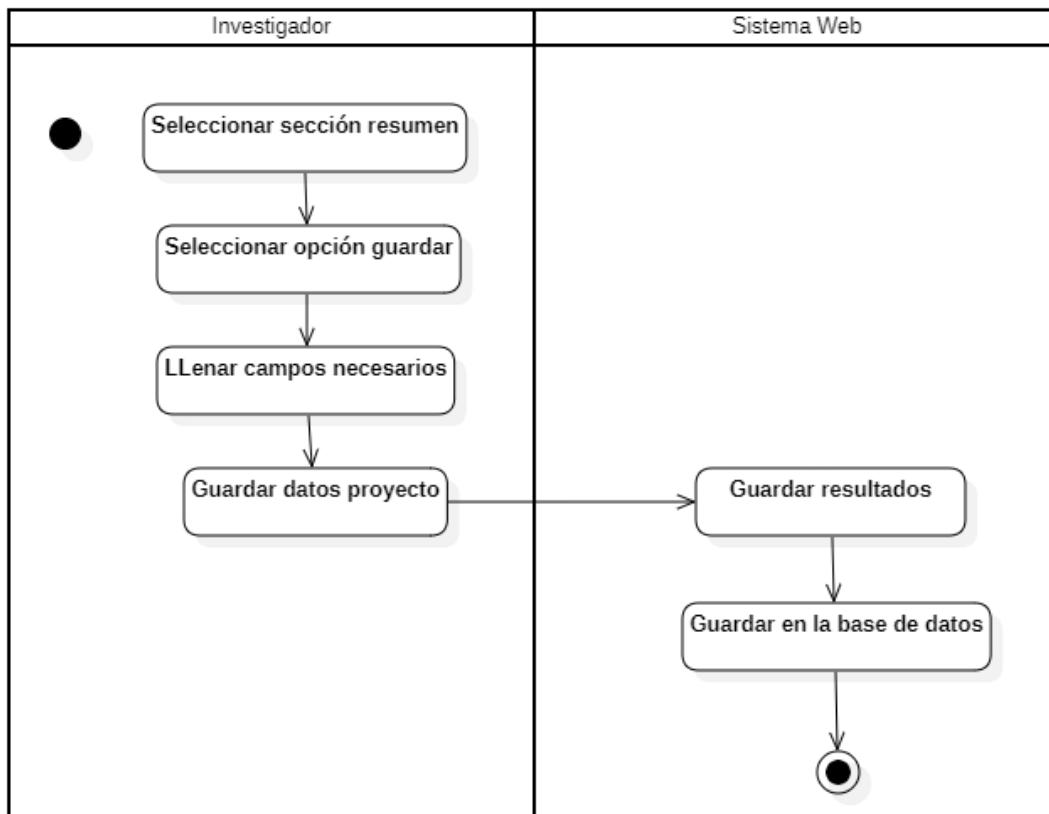 Investigador
Sistema Web
Seleccionar sección resumen
Seleccionar opción guardar
LLenar campos necesarios
Guardar datos proyecto
Guardar resultados
Guardar en la base de datos